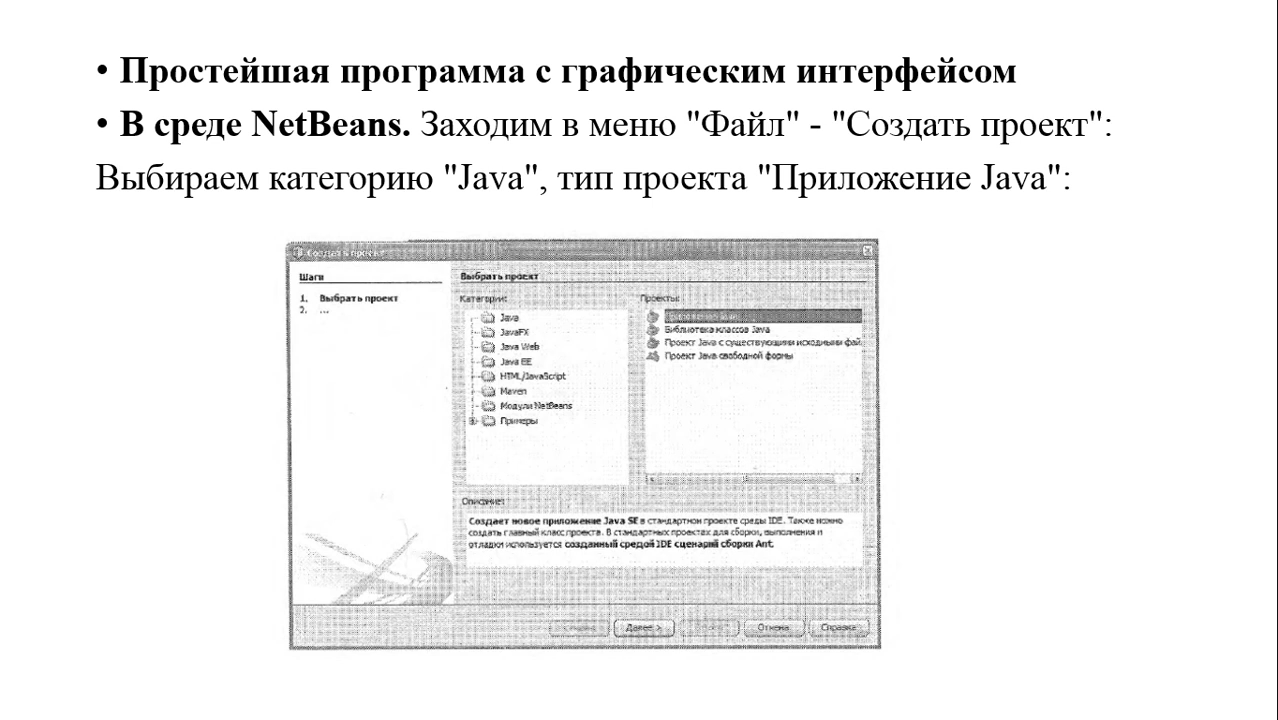 • Простейшая программа с графическим интерфейсом
• В среде NetBeans. Заходим в меню "Файл" - "Создать проект":
Выбираем категорию "Java", тип проекта "Приложение Java":
Создать проект
Шаги
1. Выбрать проект
2. ...
Выбрать проект
Категории:
Java
JavaFX
Java Web
Java EE
HTML/JavaScript
Maven
Модули NetBeans
Примеры
Проекты:
Приложение Java
Библиотека классов Java
Проект Java с существующими исходными фай
Проект Java свободной формы
Описание:
Создает новое приложение Java SE в стандартном проекте среды IDE. Также можно
создать главный класс проекта. В стандартных проектах для сборки, выполнения и
отладки используется созданный средой IDE сценарий сборки Ant.
Далее >
Отмена
Справка